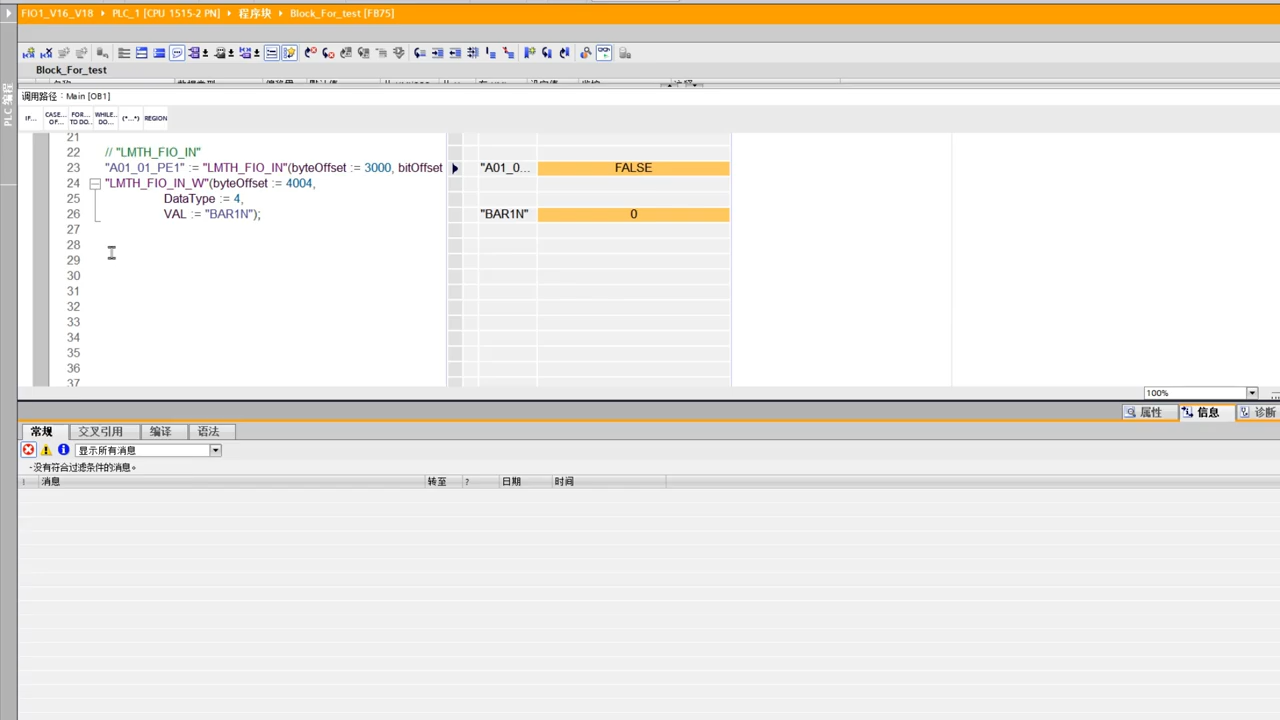 FIO1_V16_V18 ▸ PLC_1 [CPU 1515-2 PN] ▸ 程序块 ▸ Block_For_test [FB75]
Block_For_test
调用路径：Main [OB1]
IF... CASE... OF... FOR... TO DO... WHILE... DO... (*...*) REGION
PLC 编程
21
22 // "LMTH_FIO_IN"
23 "A01_01_PE1" := "LMTH_FIO_IN"(byteOffset := 3000, bitOffset "A01_0... FALSE
24 "LMTH_FIO_IN_W"(byteOffset := 4004,
25 DataType := 4,
26 VAL := "BAR1N"); "BAR1N" 0
27
28
29
30
31
32
33
34
35
36
37
100%
属性 信息 诊断
常规 交叉引用 编译 语法
显示所有消息
-没有符合过滤条件的消息。
! 消息 转至 ? 日期 时间